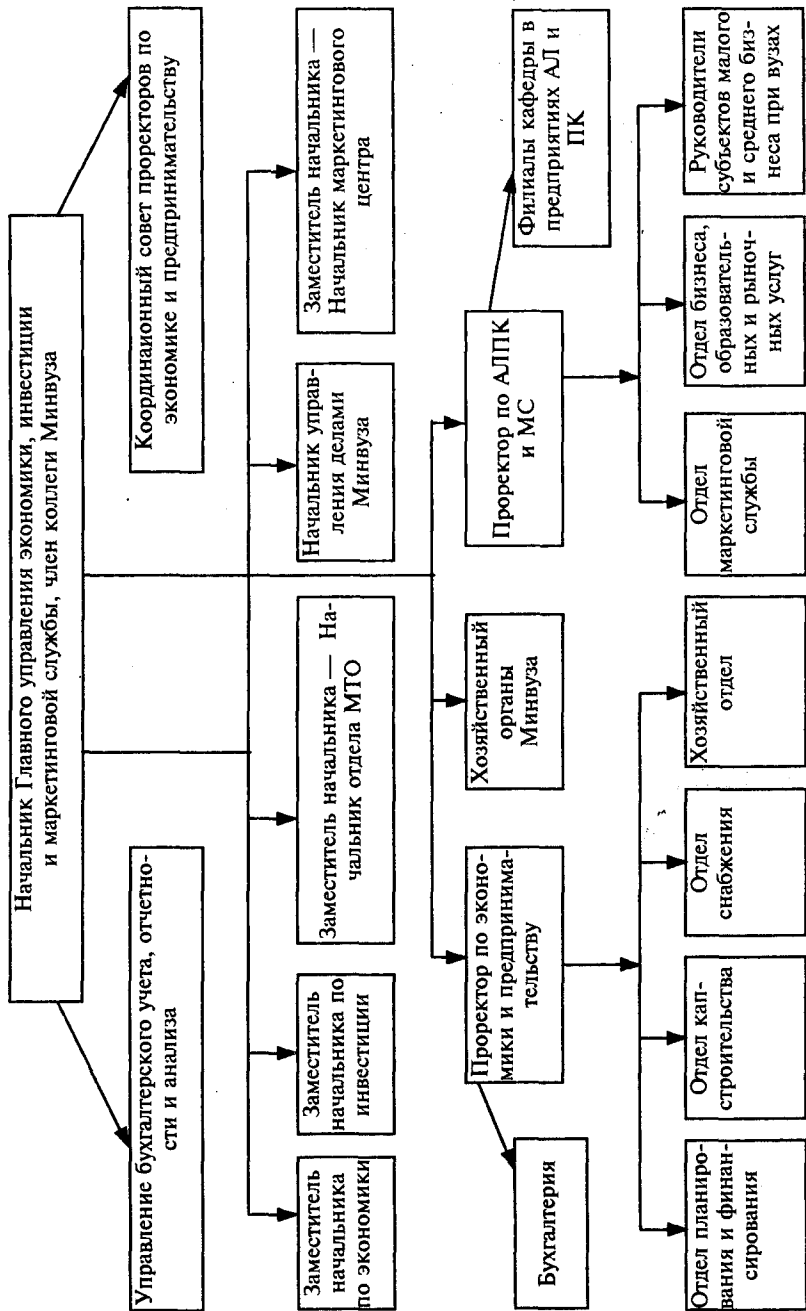 Начальник Главного управления экономики, инвестиции
и маркетинговой службы, член коллеги Минвуза
Управление бухгалтерского учета, отчетно-
сти и анализа
Координаионный совет проректоров по
экономике и предпринимательству
Заместитель
начальника
по экономики
Заместитель
начальника по
инвестиции
Заместитель начальника — На-
чальник отдела МТО
Начальник управ-
ления делами
Минвуза
Заместитель начальника —
Начальник маркетингового
центра
Бухгалтерия
Проректор по эконо-
мики и предпринима-
тельству
Хозяйственный
органы
Минвуза
Проректор по АЛПК
и МС
Филиалы кафедры в
предприятиях АЛ и
ПК
Отдел планиро-
вания и финан-
сирования
Отдел кап-
строительства
Отдел
снабжения
Хозяйственный
отдел
Отдел
маркетинговой
службы
Отдел бизнеса,
образователь-
ных и рыноч-
ных услуг
Руководители
субъектов малого
и среднего биз-
неса при вузах